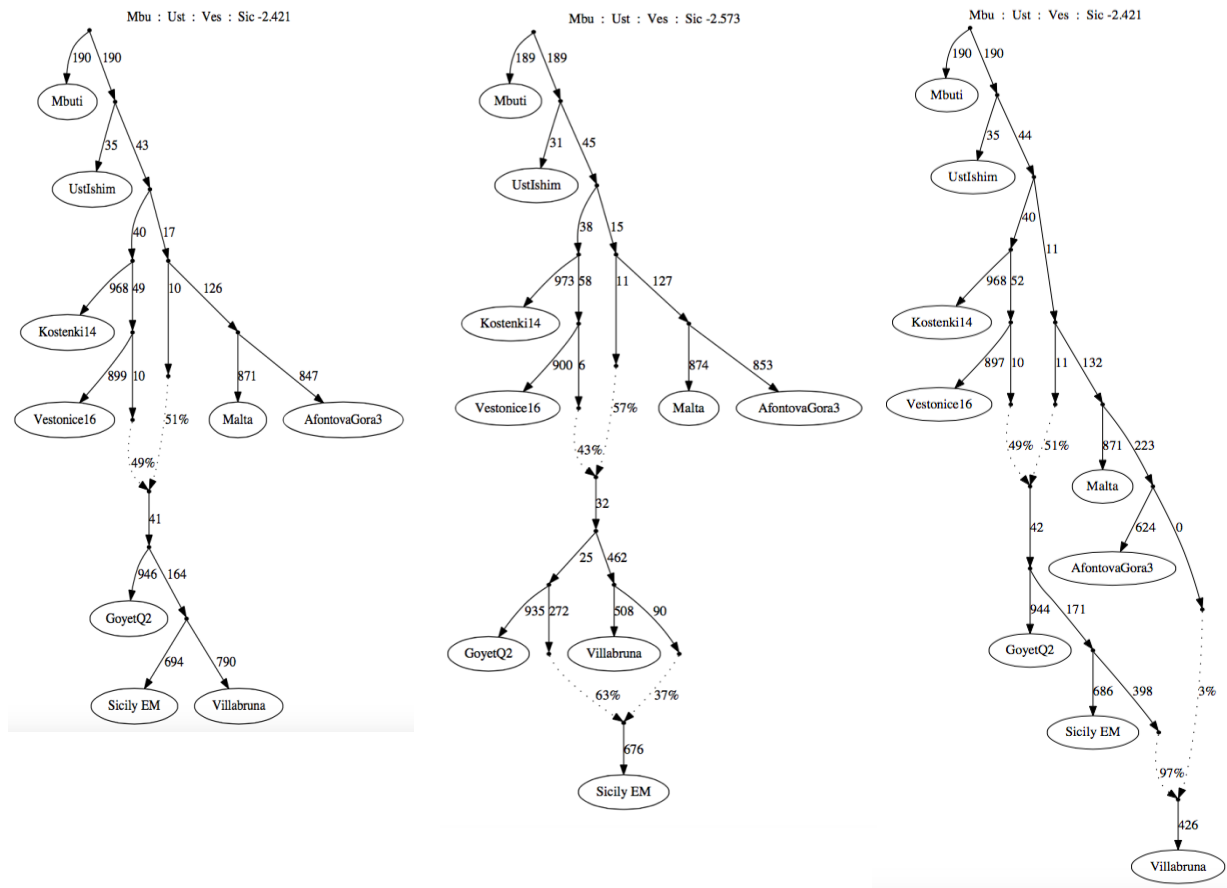 Mbu : Ust : Ves : Sic -2.421
190 190
Mbuti
35 43
UstIshim
40 17
968 49 10 126
Kostenki14
899 10 871 847
Vestonice16 51% Malta AfontovaGora3
49%
41
946 164
GoyetQ2
694 790
Sicily EM Villabruna
Mbu : Ust : Ves : Sic -2.573
189 189
Mbuti
31 45
UstIshim
38 15
973 58 11 127
Kostenki14
900 6 874 853
Vestonice16 57% Malta AfontovaGora3
43%
32
25 462
935 272 508 90
GoyetQ2 Villabruna
63% 37%
676
Sicily EM
Mbu : Ust : Ves : Sic -2.421
190 190
Mbuti
35 44
UstIshim
40 11
968 52
Kostenki14
897 10 11 132
Vestonice16
49% 51% 871 223
Malta
42 624 0
AfontovaGora3
944 171
GoyetQ2
686 398 3%
Sicily EM
97%
426
Villabruna